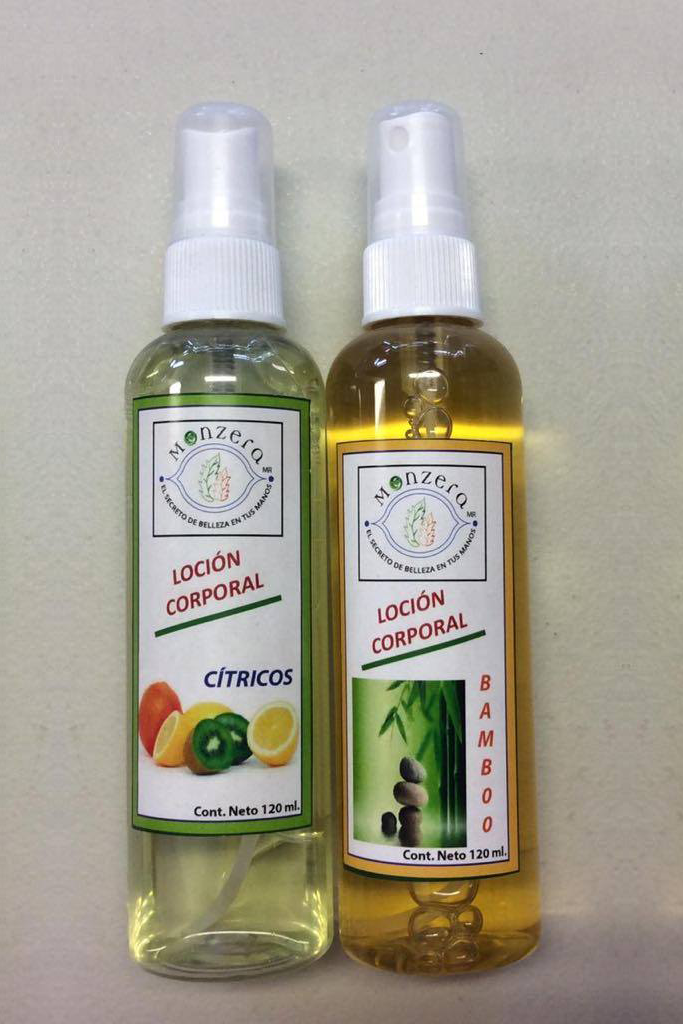 Monzera
MR
EL SECRETO DE BELLEZA EN TUS MANOS
LOCIÓN
CORPORAL
CÍTRICOS
Cont. Neto 120 ml.
Monzera
MR
EL SECRETO DE BELLEZA EN TUS MANOS
LOCIÓN
CORPORAL
BAMBOO
Cont. Neto 120 ml.